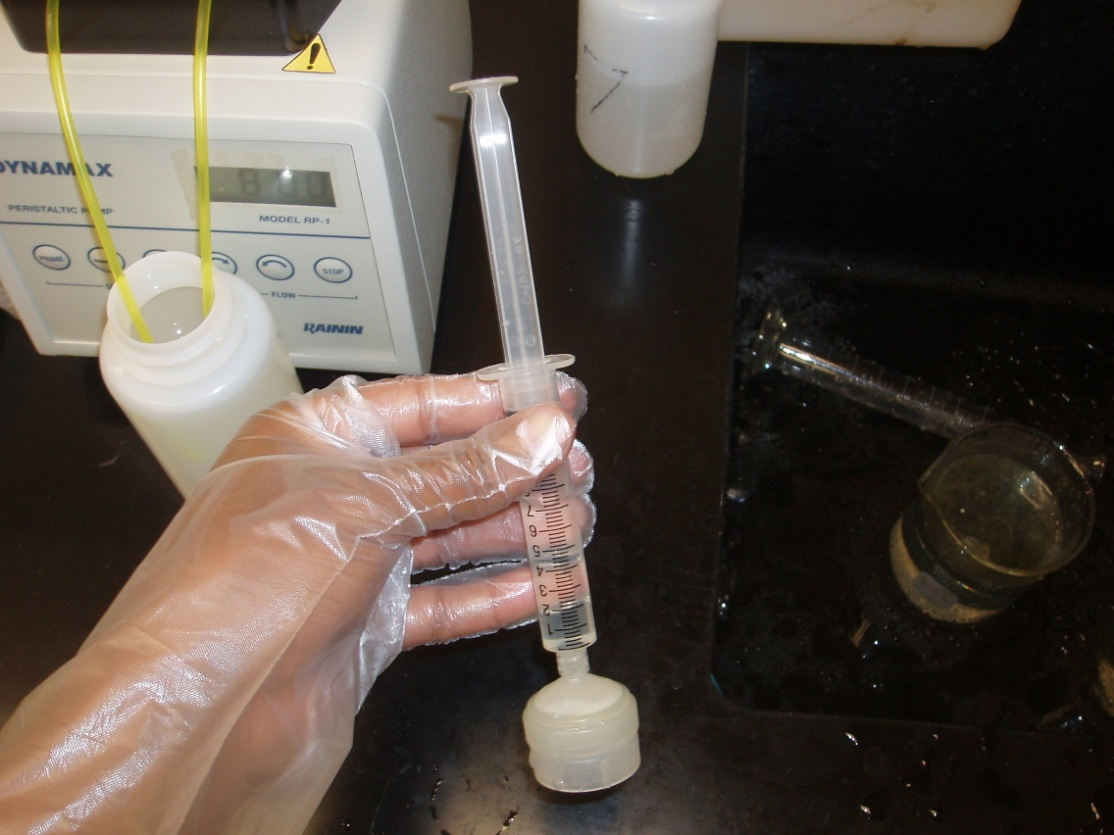 DYNAMAX
PERISTALTIC PUMP
MODEL RP-1
PRIME
STOP
FLOW
RAININ
7
6
5
4
3
2
1